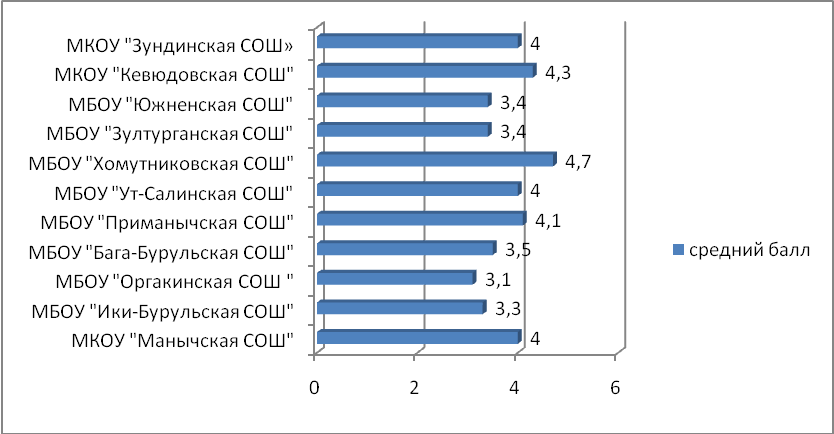 МКОУ "Зундинская СОШ» 4
МКОУ "Кевюдовская СОШ" 4,3
МБОУ "Южненская СОШ" 3,4
МБОУ "Зултурганская СОШ" 3,4
МБОУ "Хомутниковская СОШ" 4,7
МБОУ "Ут-Салинская СОШ" 4
МБОУ "Приманычская СОШ" 4,1
МБОУ "Бага-Бурульская СОШ" 3,5
МБОУ "Оргакинская СОШ " 3,1
МБОУ "Ики-Бурульская СОШ" 3,3
МКОУ "Манычская СОШ" 4
0 2 4 6
средний балл